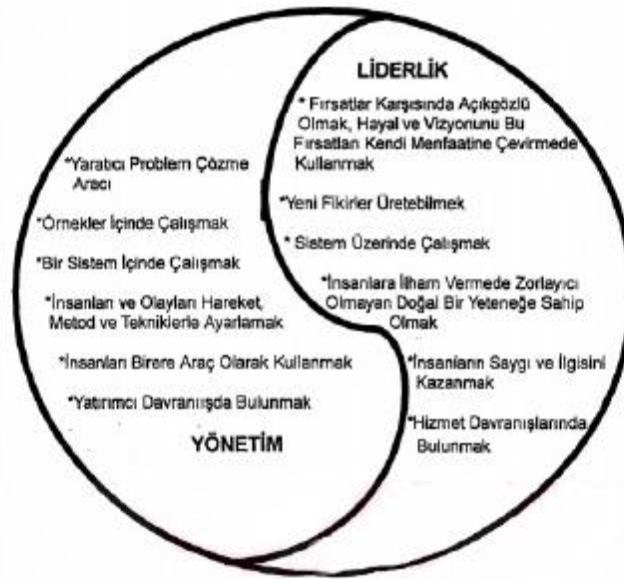 LİDERLİK
* Fırsatlar Karşısında Açıkgözlü
Olmak, Hayal ve Vizyonunu Bu
Fırsatları Kendi Menfaatine Çevirmede
Kullanmak
*Yeni Fikirler Üretebilmek
* Sistem Üzerinde Çalışmak
*İnsanlara İlham Vermede Zorlayıcı
Olmayan Doğal Bir Yeteneğe Sahip
Olmak
*İnsanların Saygı ve İlgisini
Kazanmak
*Hizmet Davranışlarında
Bulunmak
*Yaratıcı Problem Çözme
Aracı
*Örnekler İçinde Çalışmak
*Bir Sistem İçinde Çalışmak
*İnsanları ve Olayları Hareket,
Metod ve Tekniklerle Ayarlamak
*İnsanları Birere Araç Olarak Kullanmak
*Yatırımcı Davranıışda Bulunmak
YÖNETİM